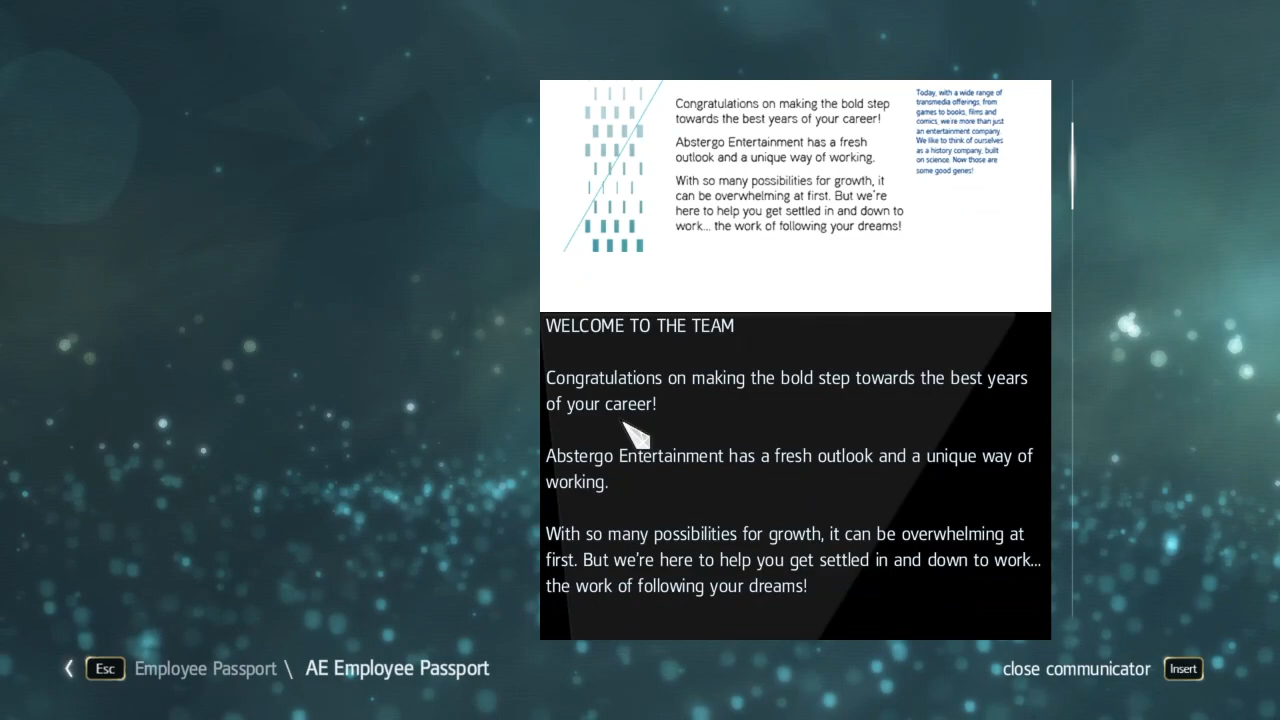 Congratulations on making the bold step
towards the best years of your career!
Abstergo Entertainment has a fresh
outlook and a unique way of working.
With so many possibilities for growth, it
can be overwhelming at first. But we're
here to help you get settled in and down to
work... the work of following your dreams!
Today, with a wide range of
transmedia offerings, from
games to books, films and
comics, we're more than just
an entertainment company.
We like to think of ourselves
as a history company, built
on science. Now those are
some good genes!
WELCOME TO THE TEAM
Congratulations on making the bold step towards the best years
of your career!
Abstergo Entertainment has a fresh outlook and a unique way of
working.
With so many possibilities for growth, it can be overwhelming at
first. But we're here to help you get settled in and down to work...
the work of following your dreams!
Esc Employee Passport \ AE Employee Passport
close communicator Insert